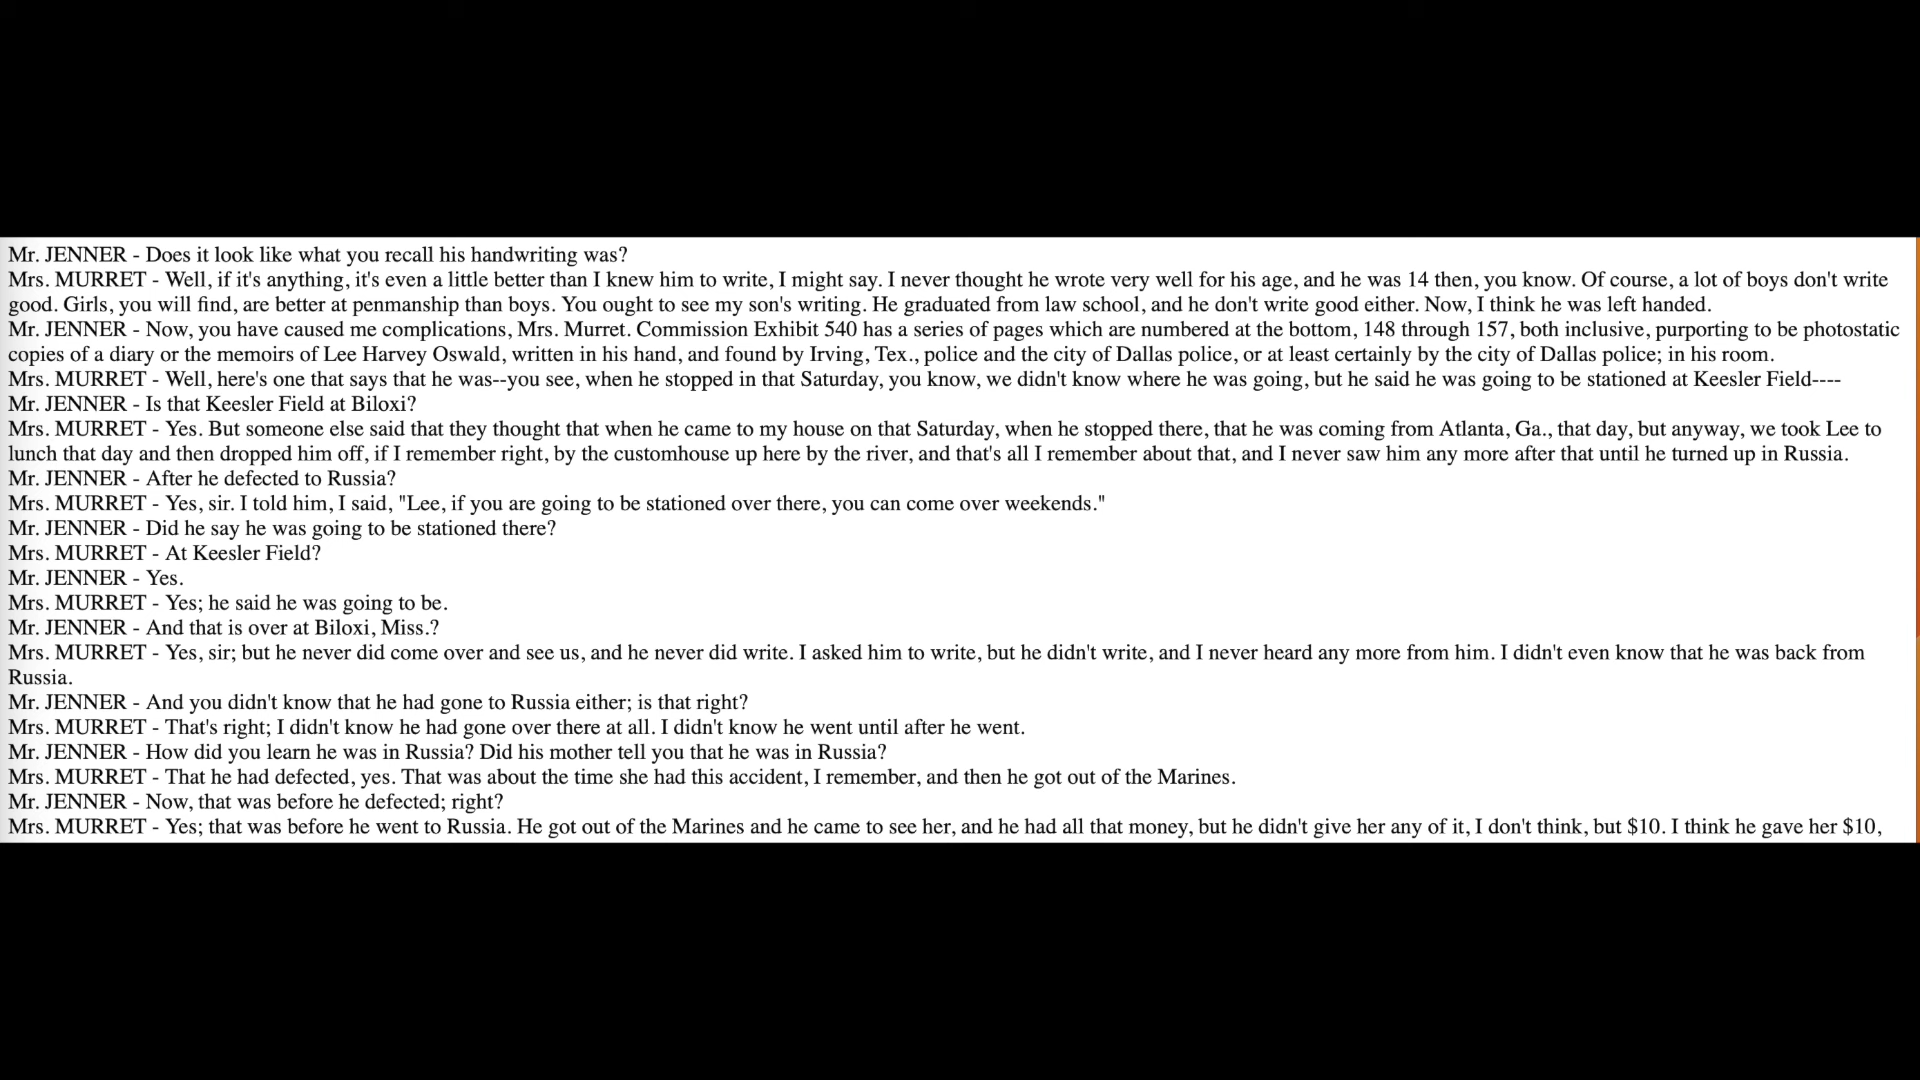 Mr. JENNER - Does it look like what you recall his handwriting was?
Mrs. MURRET - Well, if it's anything, it's even a little better than I knew him to write, I might say. I never thought he wrote very well for his age, and he was 14 then, you know. Of course, a lot of boys don't write
good. Girls, you will find, are better at penmanship than boys. You ought to see my son's writing. He graduated from law school, and he don't write good either. Now, I think he was left handed.
Mr. JENNER - Now, you have caused me complications, Mrs. Murret. Commission Exhibit 540 has a series of pages which are numbered at the bottom, 148 through 157, both inclusive, purporting to be photostatic
copies of a diary or the memoirs of Lee Harvey Oswald, written in his hand, and found by Irving, Tex., police and the city of Dallas police, or at least certainly by the city of Dallas police; in his room.
Mrs. MURRET - Well, here's one that says that he was--you see, when he stopped in that Saturday, you know, we didn't know where he was going, but he said he was going to be stationed at Keesler Field----
Mr. JENNER - Is that Keesler Field at Biloxi?
Mrs. MURRET - Yes. But someone else said that they thought that when he came to my house on that Saturday, when he stopped there, that he was coming from Atlanta, Ga., that day, but anyway, we took Lee to
lunch that day and then dropped him off, if I remember right, by the customhouse up here by the river, and that's all I remember about that, and I never saw him any more after that until he turned up in Russia.
Mr. JENNER - After he defected to Russia?
Mrs. MURRET - Yes, sir. I told him, I said, "Lee, if you are going to be stationed over there, you can come over weekends."
Mr. JENNER - Did he say he was going to be stationed there?
Mrs. MURRET - At Keesler Field?
Mr. JENNER - Yes.
Mrs. MURRET - Yes; he said he was going to be.
Mr. JENNER - And that is over at Biloxi, Miss.?
Mrs. MURRET - Yes, sir; but he never did come over and see us, and he never did write. I asked him to write, but he didn't write, and I never heard any more from him. I didn't even know that he was back from
Russia.
Mr. JENNER - And you didn't know that he had gone to Russia either; is that right?
Mrs. MURRET - That's right; I didn't know he had gone over there at all. I didn't know he went until after he went.
Mr. JENNER - How did you learn he was in Russia? Did his mother tell you that he was in Russia?
Mrs. MURRET - That he had defected, yes. That was about the time she had this accident, I remember, and then he got out of the Marines.
Mr. JENNER - Now, that was before he defected; right?
Mrs. MURRET - Yes; that was before he went to Russia. He got out of the Marines and he came to see her, and he had all that money, but he didn't give her any of it, I don't think, but $10. I think he gave her $10,